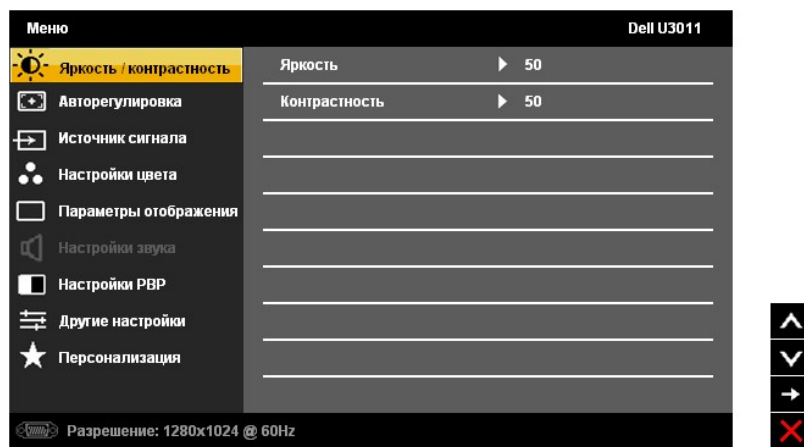 Меню Dell U3011
Яркость / контрастность Яркость 50
Авторегулировка Контрастность 50
Источник сигнала
Настройки цвета
Параметры отображения
Настройки звука
Настройки PBP
Другие настройки
Персонализация
Разрешение: 1280x1024 @ 60Hz